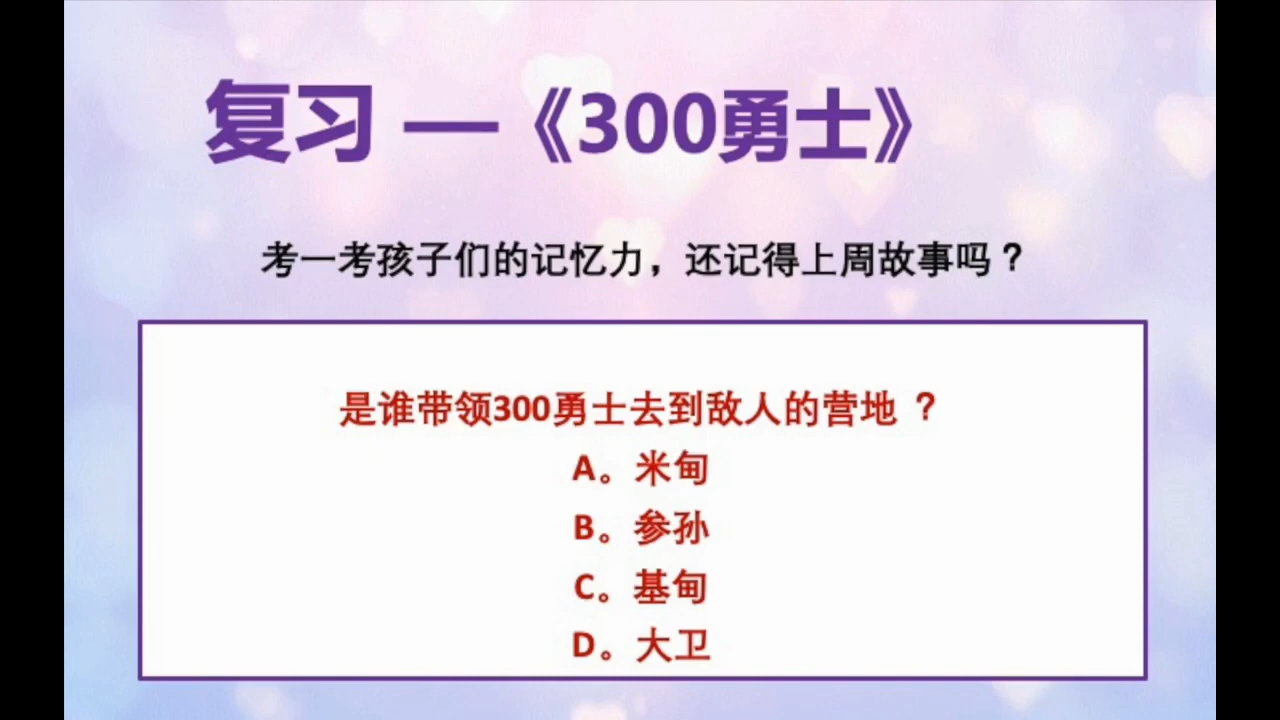 复习 —《300勇士》
考一考孩子们的记忆力，还记得上周故事吗？
是谁带领300勇士去到敌人的营地 ？
A。米甸
B。参孙
C。基甸
D。大卫